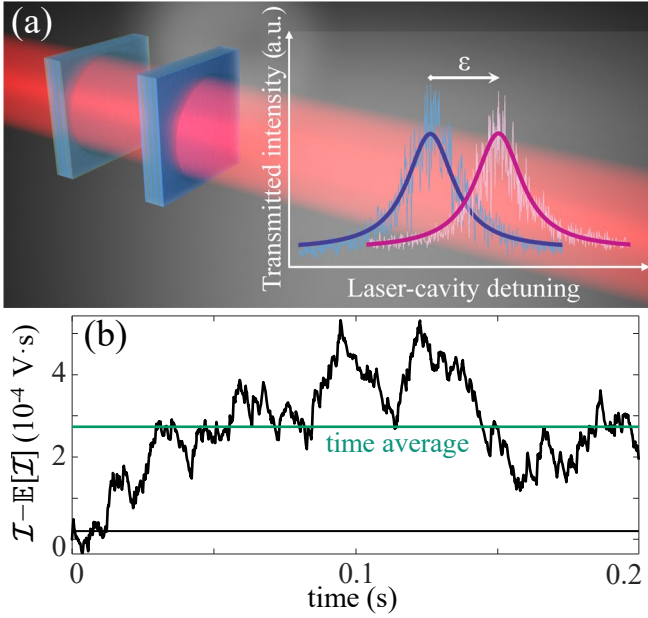 (a)
Transmitted intensity (a.u.)
ε
Laser-cavity detuning
(b)
ℐ−𝔼[ℐ] (10⁻⁴ V·s)
4
2
0
time average
0
0.1
0.2
time (s)